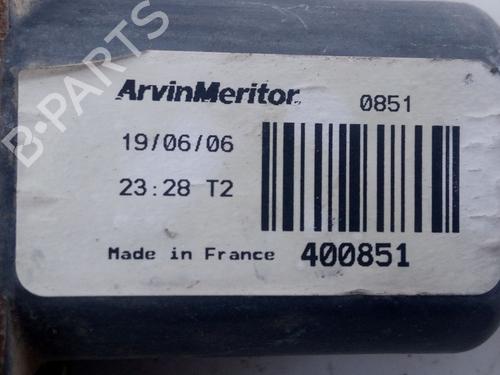 ArvinMeritor 0851
19/06/06
23:28 T2
Made in France 400851
B-PARTS